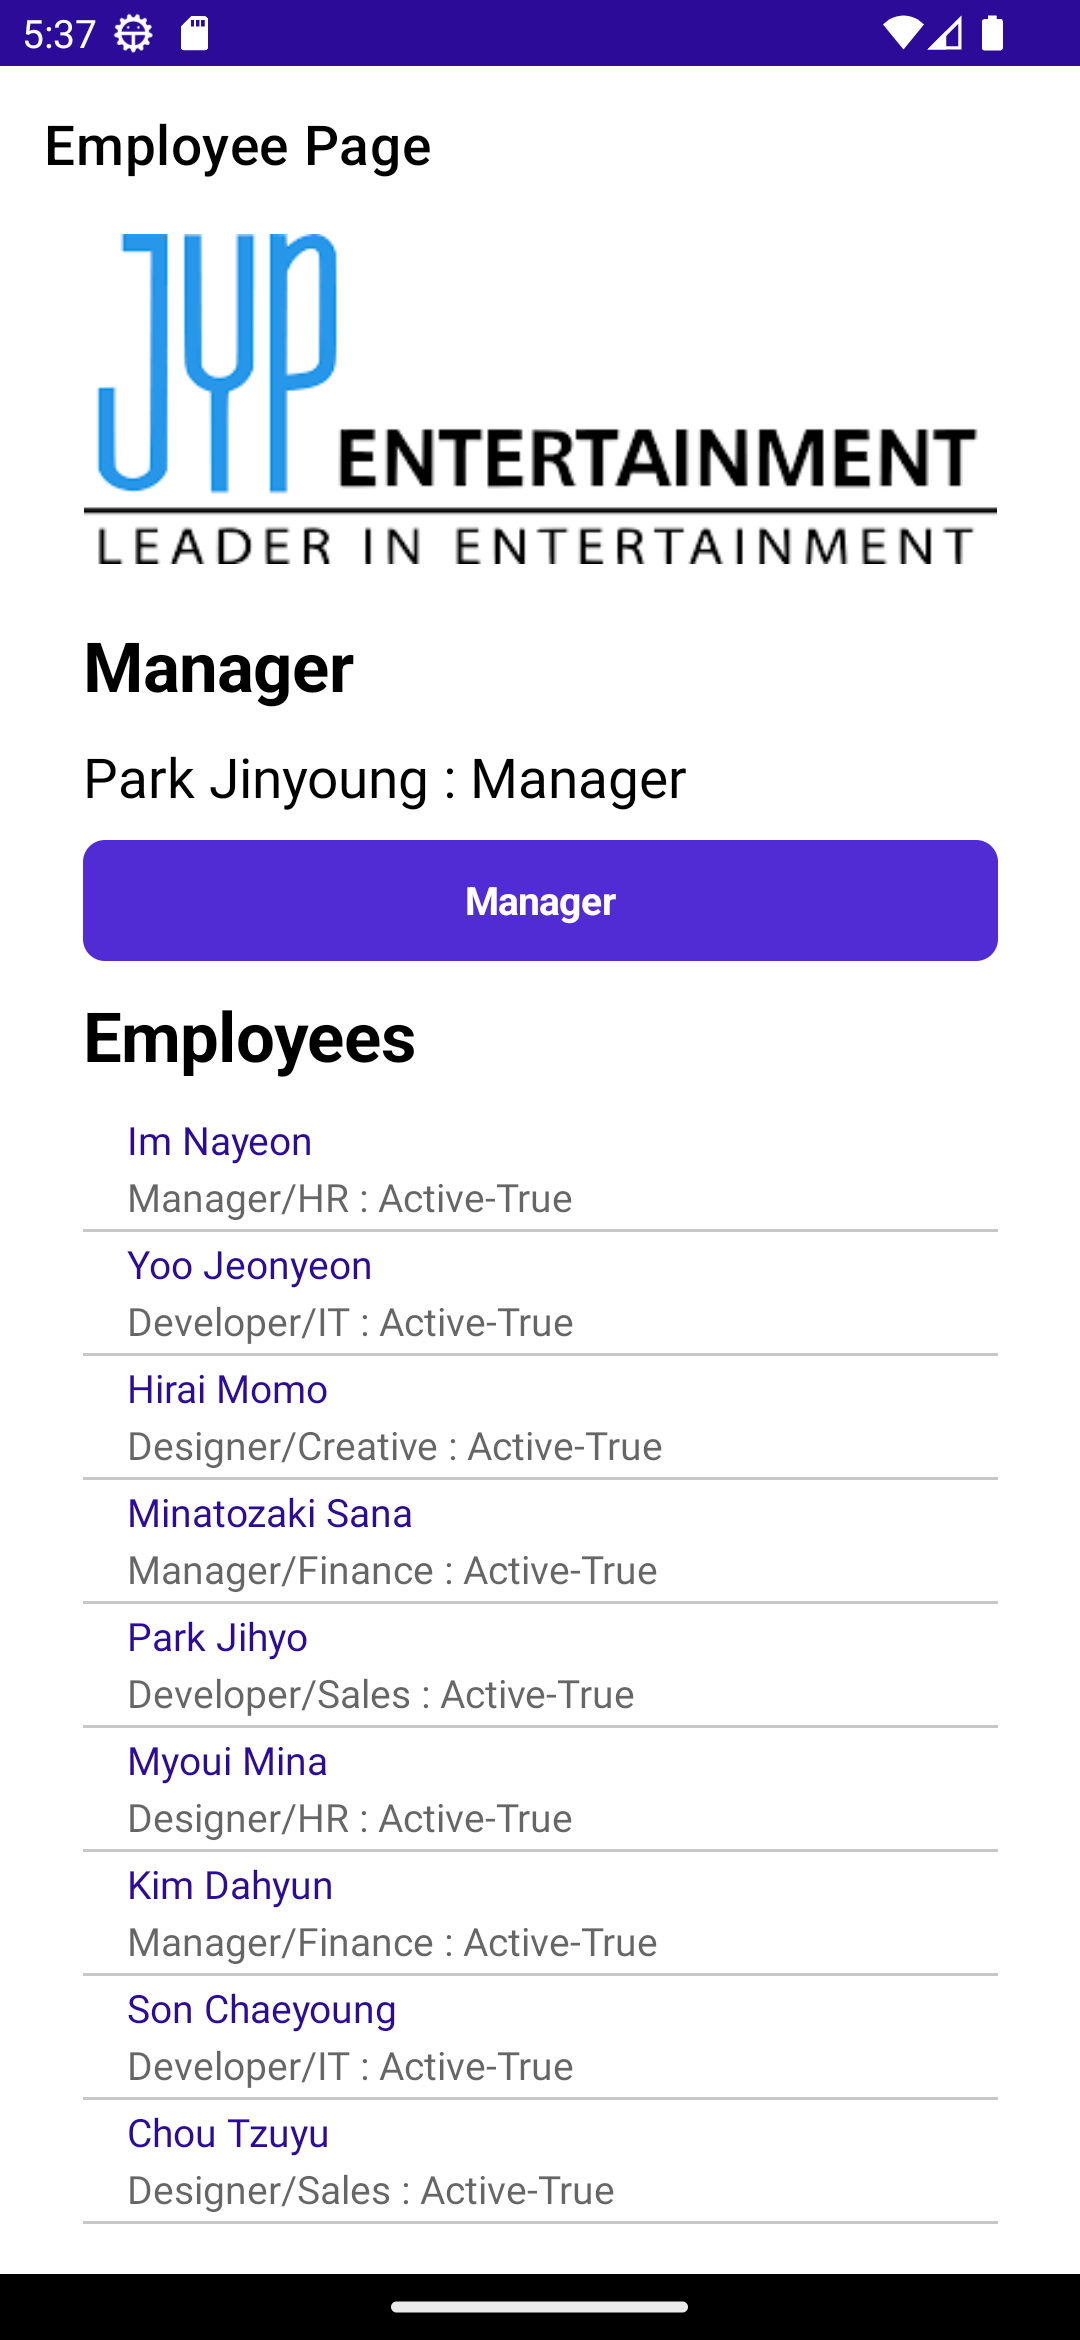 5:37
Employee Page
JYP ENTERTAINMENT
LEADER IN ENTERTAINMENT
Manager
Park Jinyoung : Manager
Manager
Employees
Im Nayeon
Manager/HR : Active-True
Yoo Jeonyeon
Developer/IT : Active-True
Hirai Momo
Designer/Creative : Active-True
Minatozaki Sana
Manager/Finance : Active-True
Park Jihyo
Developer/Sales : Active-True
Myoui Mina
Designer/HR : Active-True
Kim Dahyun
Manager/Finance : Active-True
Son Chaeyoung
Developer/IT : Active-True
Chou Tzuyu
Designer/Sales : Active-True